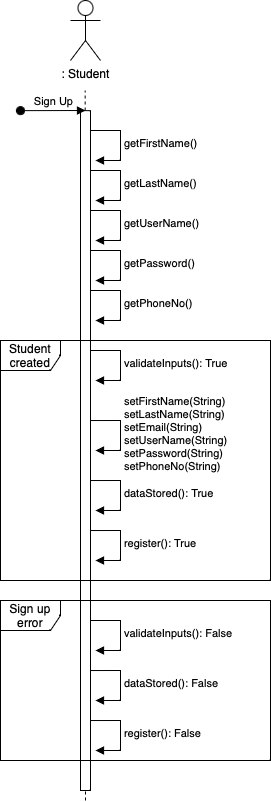 : Student
Sign Up
getFirstName()
getLastName()
getUserName()
getPassword()
getPhoneNo()
Student
created
validateInputs(): True
setFirstName(String)
setLastName(String)
setEmail(String)
setUserName(String)
setPassword(String)
setPhoneNo(String)
dataStored(): True
register(): True
Sign up
error
validateInputs(): False
dataStored(): False
register(): False